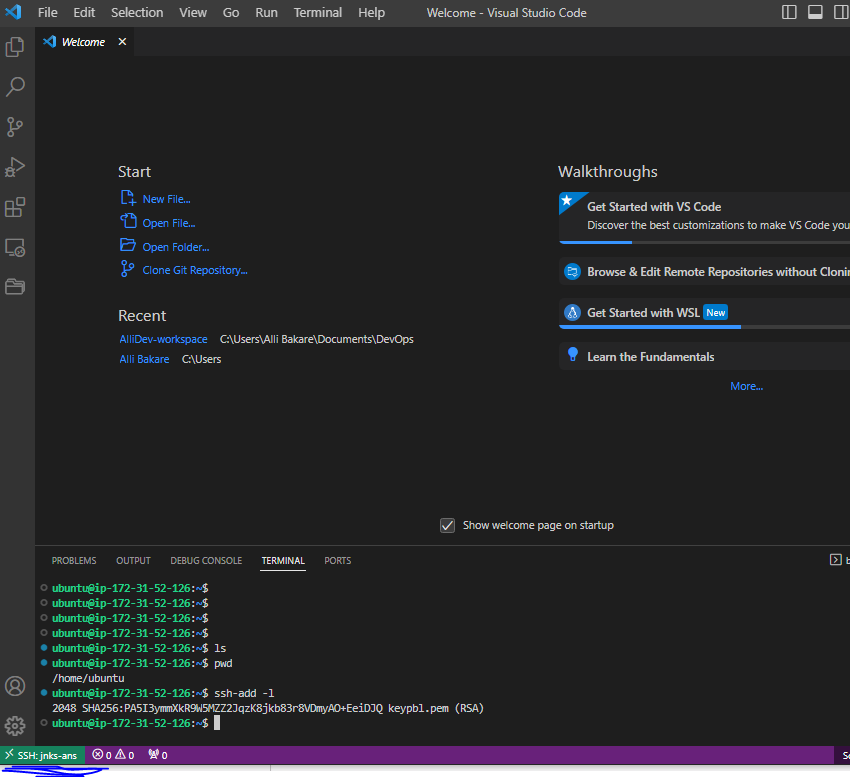 File Edit Selection View Go Run Terminal Help Welcome - Visual Studio Code
Welcome
Start
New File...
Open File...
Open Folder...
Clone Git Repository...
Recent
AlliDev-workspace C:\Users\Alli Bakare\Documents\DevOps
Alli Bakare C:\Users
Walkthroughs
Get Started with VS Code
Discover the best customizations to make VS Code you
Browse & Edit Remote Repositories without Clonin
Get Started with WSL New
Learn the Fundamentals
More...
Show welcome page on startup
PROBLEMS OUTPUT DEBUG CONSOLE TERMINAL PORTS b
ubuntu@ip-172-31-52-126:~$
ubuntu@ip-172-31-52-126:~$
ubuntu@ip-172-31-52-126:~$
ubuntu@ip-172-31-52-126:~$
ubuntu@ip-172-31-52-126:~$ ls
ubuntu@ip-172-31-52-126:~$ pwd
/home/ubuntu
ubuntu@ip-172-31-52-126:~$ ssh-add -l
2048 SHA256:PA5I3ymmXkR9W5MZZ2JqzK8jkb83r8VDmyAO+EeiDJQ keypbl.pem (RSA)
ubuntu@ip-172-31-52-126:~$
SSH: jnks-ans 0 0 0 Sc